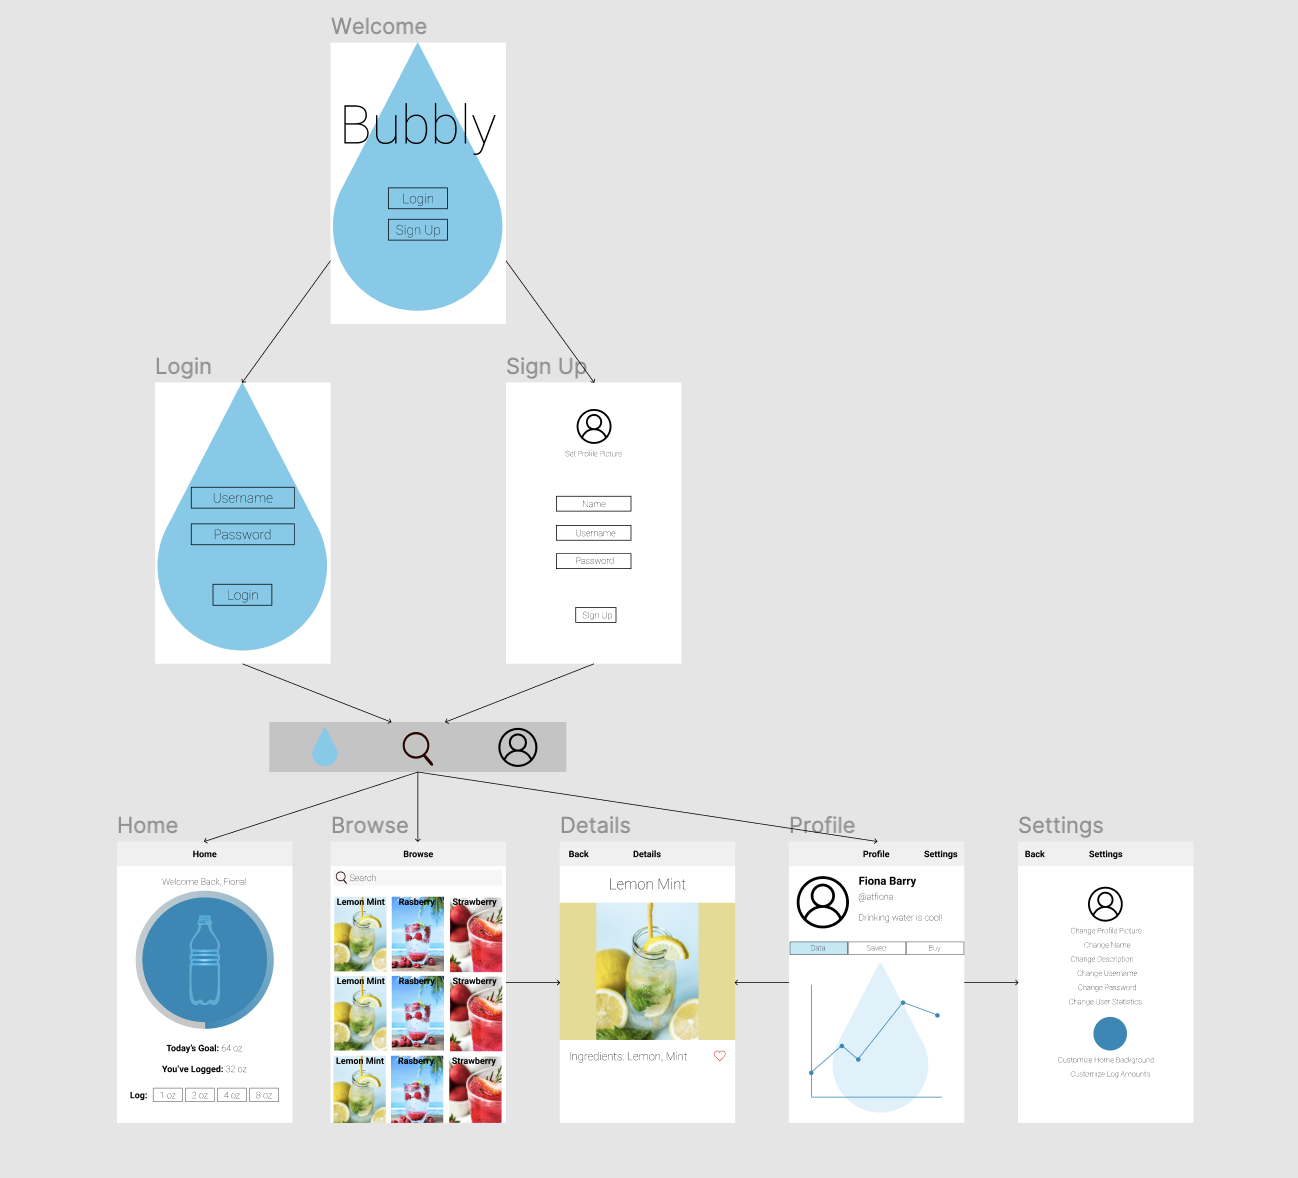 Welcome
Bubbly
Login
Sign Up
Login
Username
Password
Login
Sign Up
Set Profile Picture
Name
Username
Password
Sign Up
Home
Home
Welcome Back, Fiona!
Today's Goal: 64 oz
You've Logged: 32 oz
Log: 1 oz 2 oz 4 oz 8 oz
Browse
Browse
Search
Lemon Mint Rasberry Strawberry
Lemon Mint Rasberry Strawberry
Lemon Mint Rasberry Strawberry
Details
Back Details
Lemon Mint
Ingredients: Lemon, Mint
Profile
Profile Settings
Fiona Barry
@atfiona
Drinking water is cool!
Data Saved Buy
Settings
Back Settings
Change Profile Picture
Change Name
Change Description
Change Username
Change Password
Change User Statistics
Customize Home Background
Customize Log Amounts